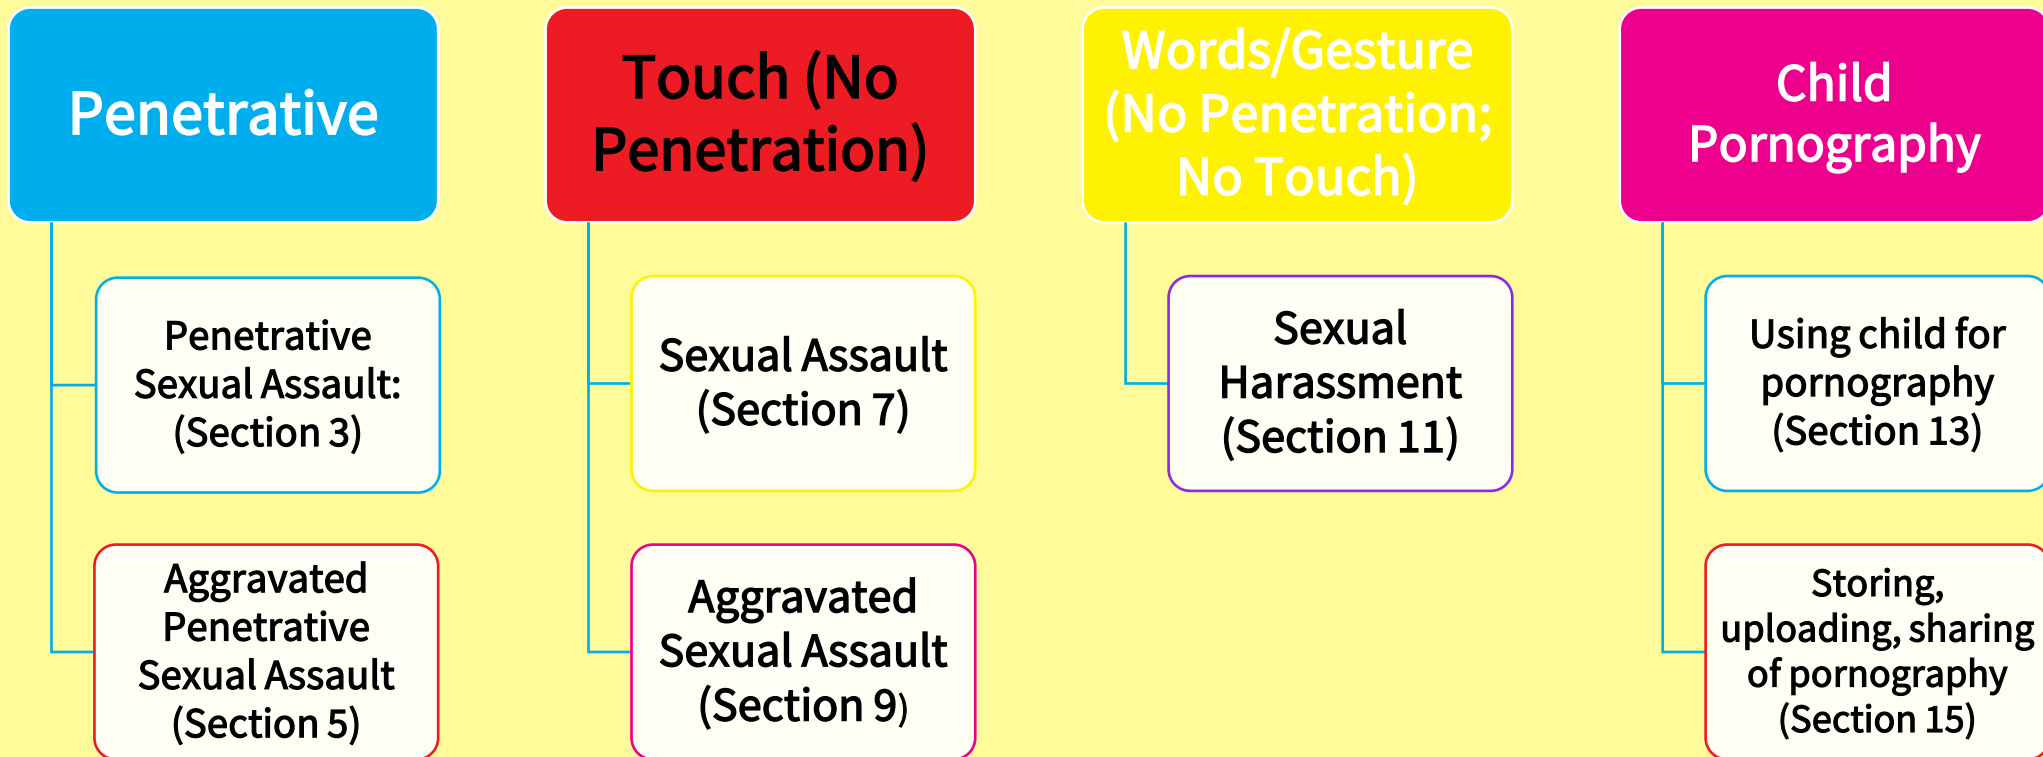 Penetrative
Penetrative
Sexual Assault:
(Section 3)
Aggravated
Penetrative
Sexual Assault
(Section 5)
Touch (No
Penetration)
Sexual Assault
(Section 7)
Aggravated
Sexual Assault
(Section 9)
Words/Gesture
(No Penetration;
No Touch)
Sexual
Harassment
(Section 11)
Child
Pornography
Using child for
pornography
(Section 13)
Storing,
uploading, sharing
of pornography
(Section 15)